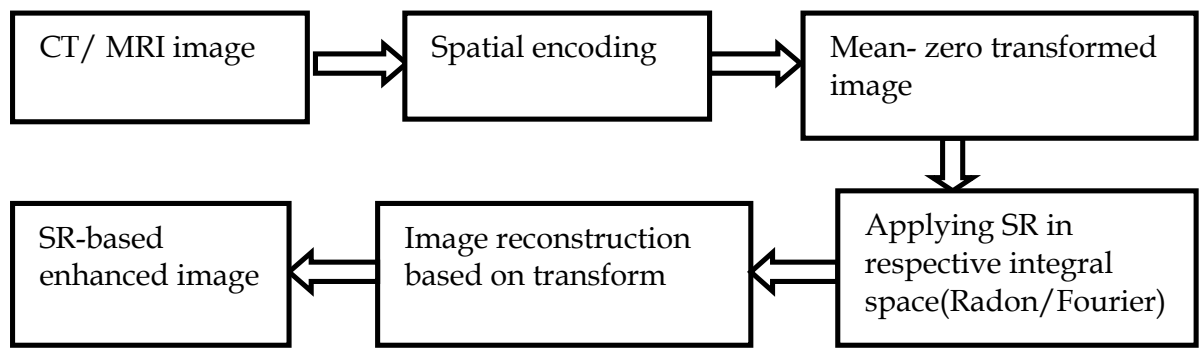 CT/ MRI image
Spatial encoding
Mean- zero transformed
image
Applying SR in
respective integral
space(Radon/Fourier)
Image reconstruction
based on transform
SR-based
enhanced image